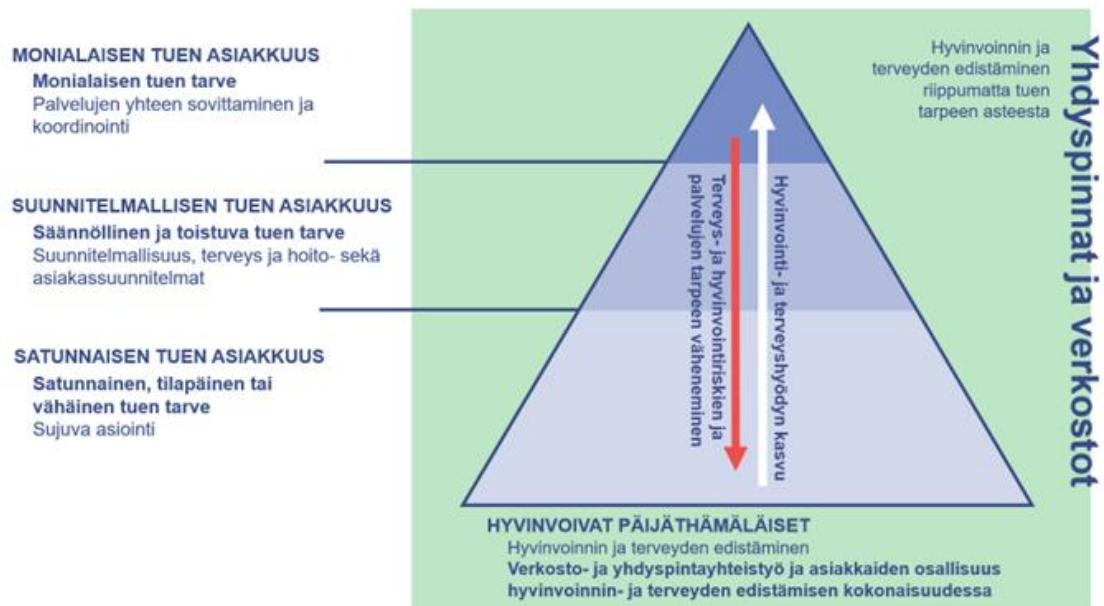 MONIALAISEN TUEN ASIAKKUUS
Monialaisen tuen tarve
Palvelujen yhteen sovittaminen ja
koordinointi
SUUNNITELMALLISEN TUEN ASIAKKUUS
Säännöllinen ja toistuva tuen tarve
Suunnitelmallisuus, terveys ja hoito- sekä
asiakassuunnitelmat
SATUNNAISEN TUEN ASIAKKUUS
Satunnainen, tilapäinen tai
vähäinen tuen tarve
Sujuva asiointi
Terveys- ja hyvinvointiriskien ja
palvelujen tarpeen väheneminen
Hyvinvointi- ja terveyshyödyn kasvu
Hyvinvoinnin ja
terveyden edistäminen
riippumatta tuen
tarpeen asteesta
Yhdyspinnat ja verkostot
HYVINVOIVAT PÄIJÄTHÄMÄLÄISET
Hyvinvoinnin ja terveyden edistäminen
Verkosto- ja yhdyspintayhteistyö ja asiakkaiden osallisuus
hyvinvoinnin- ja terveyden edistämisen kokonaisuudessa